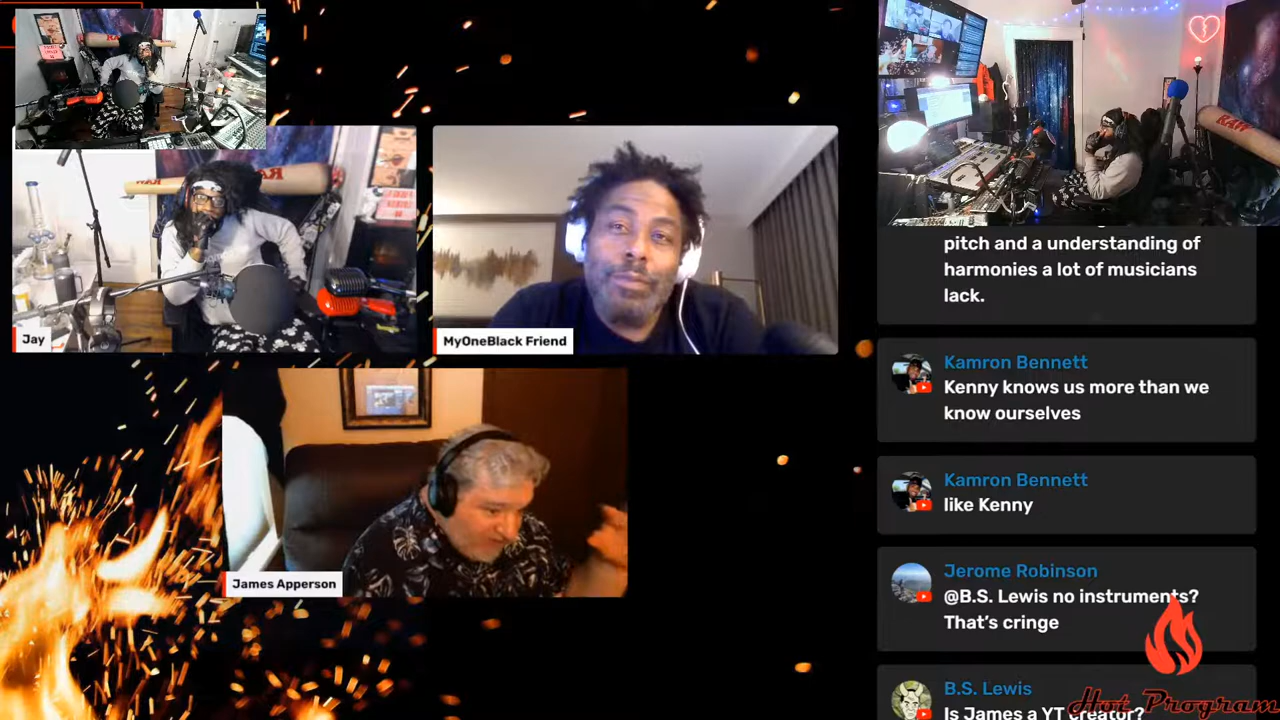 RAW
RAW
Jay
MyOneBlack Friend
James Apperson
pitch and a understanding of
harmonies a lot of musicians
lack.
Kamron Bennett
Kenny knows us more than we
know ourselves
Kamron Bennett
like Kenny
Jerome Robinson
@B.S. Lewis no instruments?
That's cringe
B.S. Lewis
Is James a YT creator?
Hot Program